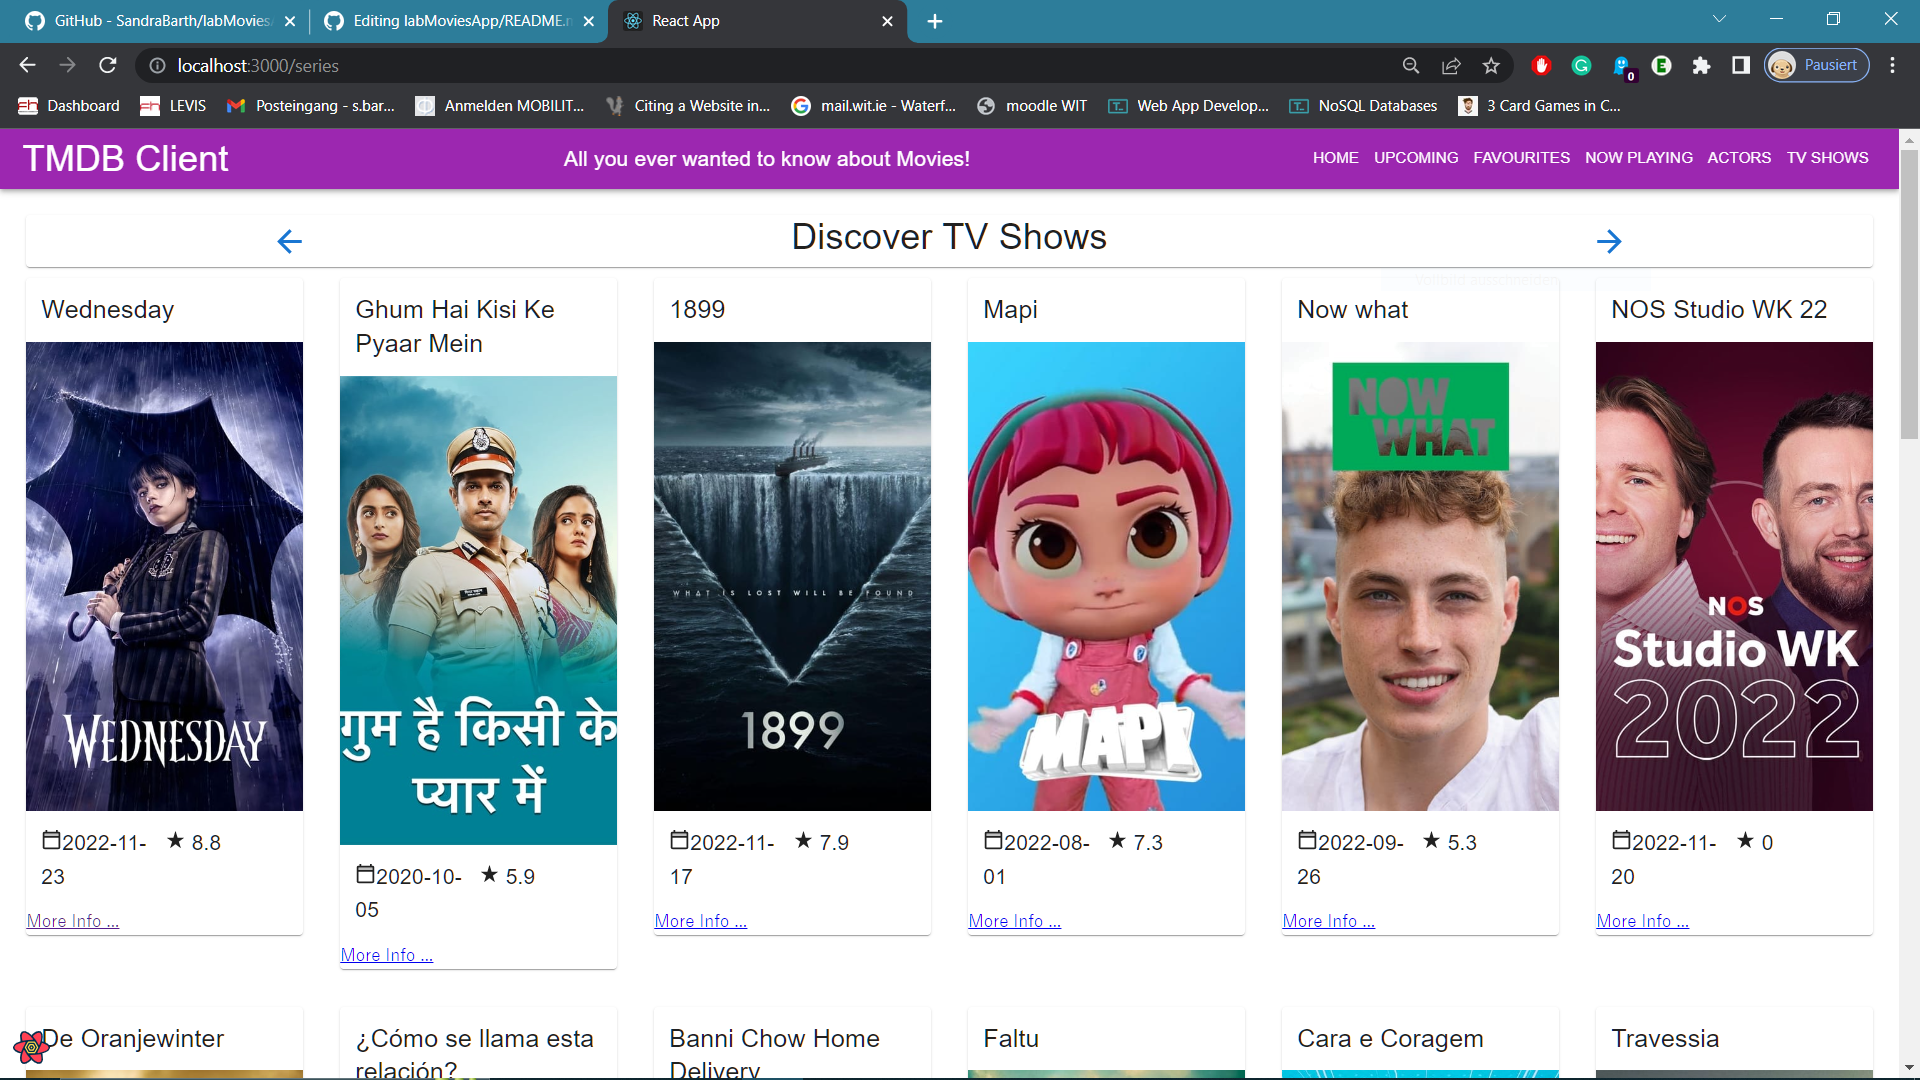 GitHub - SandraBarth/labMovies
Editing labMoviesApp/README.m
React App
localhost:3000/series
0
Pausiert
Dashboard
LEVIS
Posteingang - s.bar...
Anmelden MOBILIT...
Citing a Website in...
mail.wit.ie - Waterf...
moodle WIT
Web App Develop...
NoSQL Databases
3 Card Games in C...
TMDB Client
All you ever wanted to know about Movies!
HOME
UPCOMING
FAVOURITES
NOW PLAYING
ACTORS
TV SHOWS
Discover TV Shows
Wednesday
WEDNESDAY
2022-11-
23
★ 8.8
More Info ...
Ghum Hai Kisi Ke
Pyaar Mein
गुम है किसी के
प्यार में
2020-10-
05
★ 5.9
More Info ...
1899
WHAT IS LOST WILL BE FOUND
1899
2022-11-
17
★ 7.9
More Info ...
Mapi
MAPI
2022-08-
01
★ 7.3
More Info ...
Now what
NOW
WHAT
2022-09-
26
★ 5.3
More Info ...
NOS Studio WK 22
NOS
Studio WK
2022
2022-11-
20
★ 0
More Info ...
De Oranjewinter
¿Cómo se llama esta
relación?
Banni Chow Home
Delivery
Faltu
Cara e Coragem
Travessia